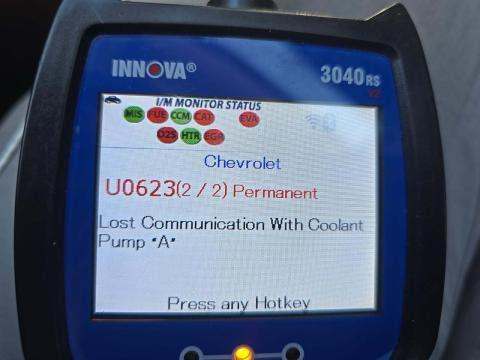 INNOVA®
3040RS
V2
I/M MONITOR STATUS
MIS FUE CCM CAT EVA
O2S HTR EGR
Chevrolet
U0623(2 / 2) Permanent
Lost Communication With Coolant
Pump "A"
Press any Hotkey